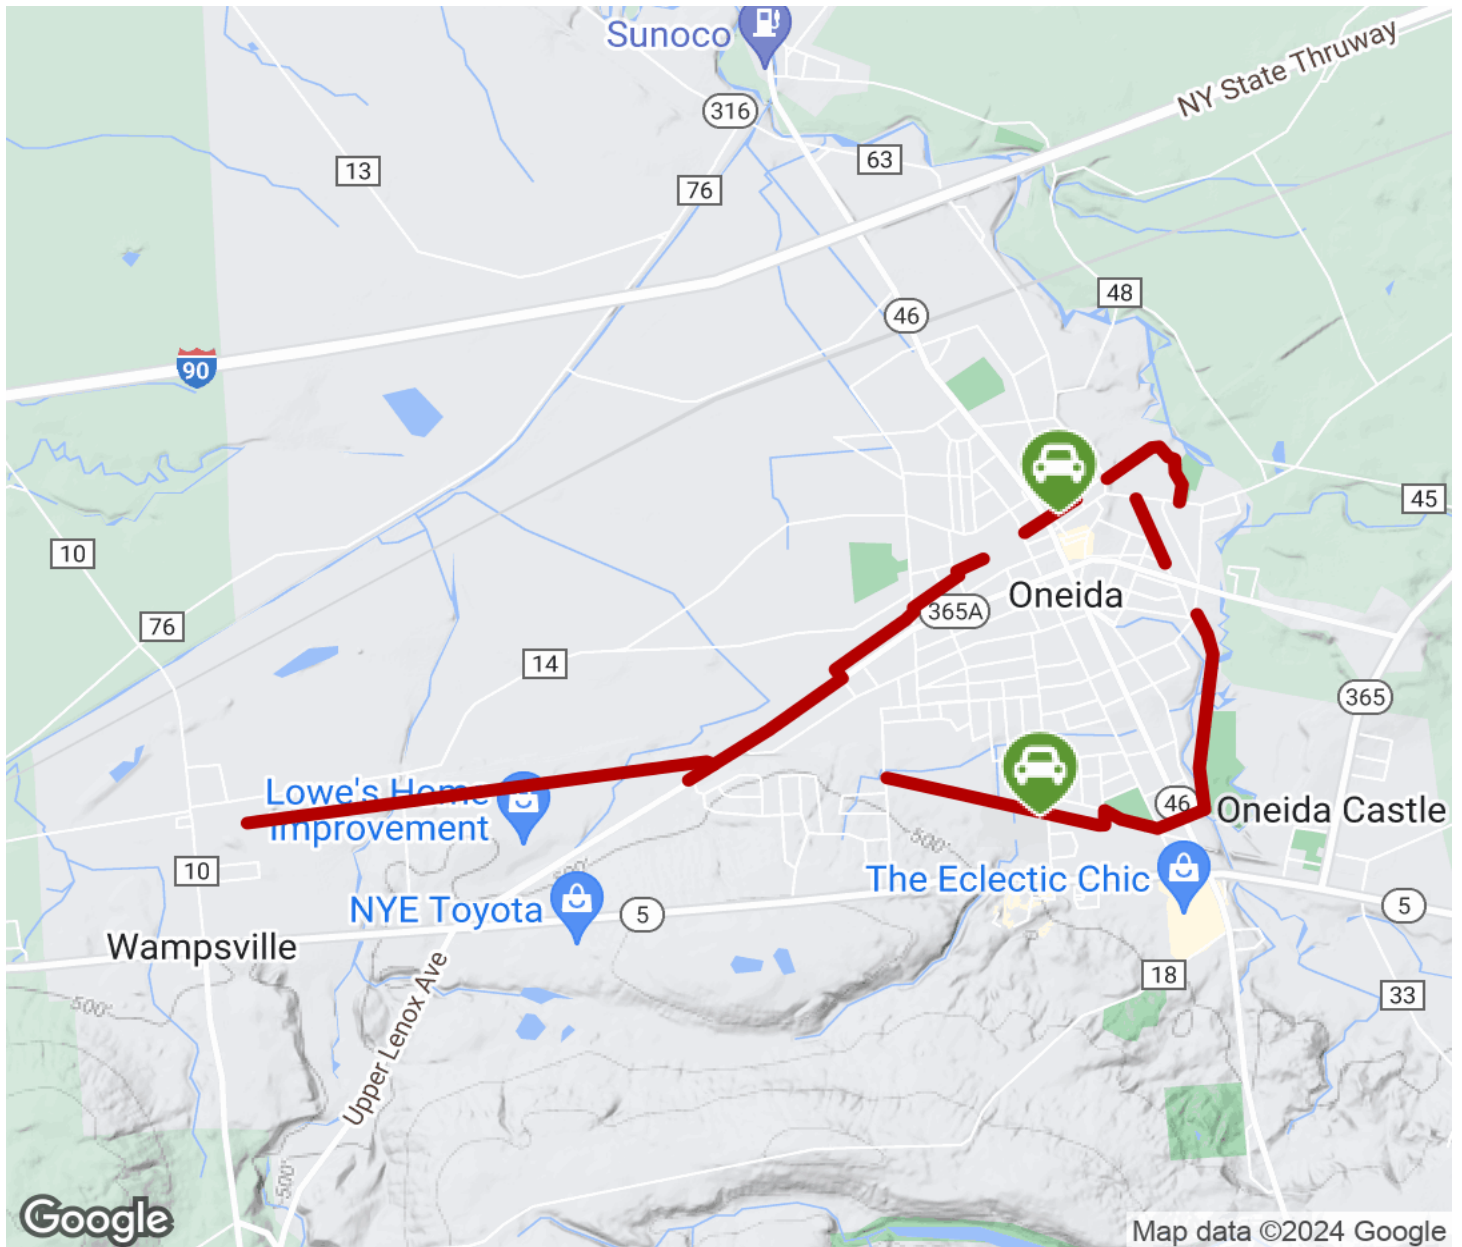 Sunoco
NY State Thruway
316
63
13
76
48
46
90
45
10
Oneida
365A
76
14
365
Lowe's Home
Improvement
46
Oneida Castle
500'
10
500'
The Eclectic Chic
NYE Toyota
5
5
Wampsville
18
33
500'
Upper Lenox Ave
500'
Google
Map data ©2024 Google